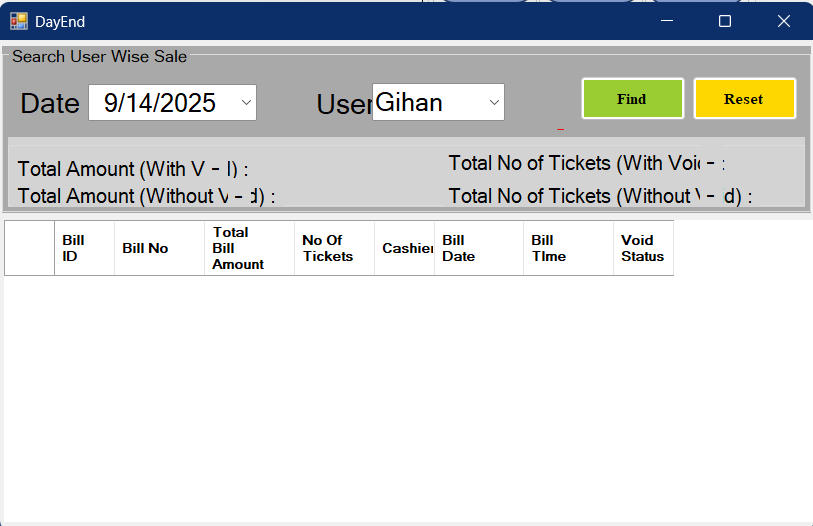 DayEnd
Search User Wise Sale
Date 9/14/2025 User Gihan Find Reset
-
Total Amount (With V - l) : Total No of Tickets (With Voi - :
Total Amount (Without V - d) : Total No of Tickets (Without V - d) :
Bill ID
Bill No
Total Bill Amount
No Of Tickets
Cashier
Bill Date
Bill TIme
Void Status